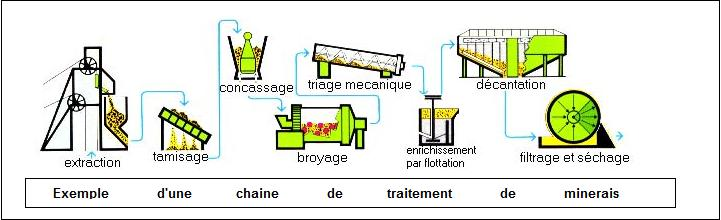 extraction
tamisage
concassage
broyage
triage mecanique
enrichissement
par flottation
décantation
filtrage et séchage
Exemple d'une chaine de traitement de minerais